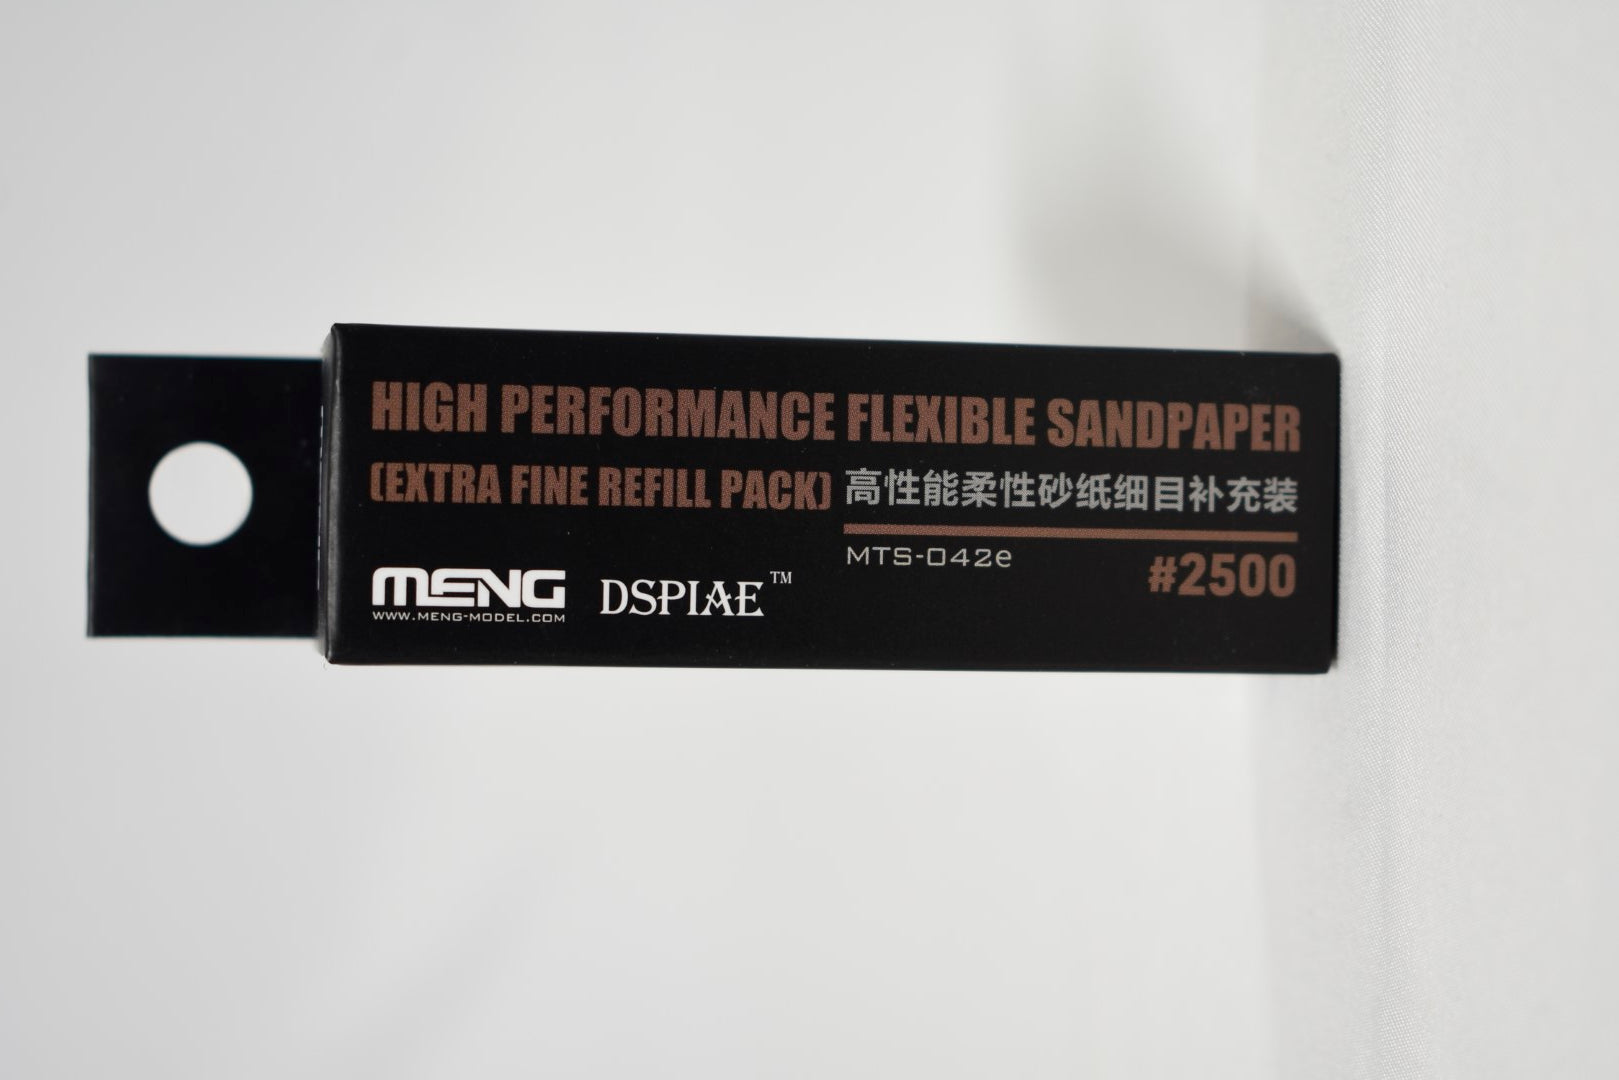 HIGH PERFORMANCE FLEXIBLE SANDPAPER
(EXTRA FINE REFILL PACK) 高性能柔性砂纸细目补充装
MTS-042e
#2500
MENG
WWW.MENG-MODEL.COM
DSPIAE™